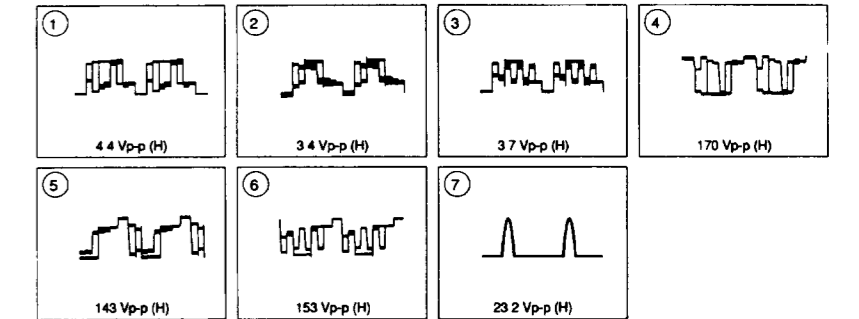 1 2 3 4
4 4 Vp-p (H) 3 4 Vp-p (H) 3 7 Vp-p (H) 170 Vp-p (H)
5 6 7
143 Vp-p (H) 153 Vp-p (H) 23 2 Vp-p (H)